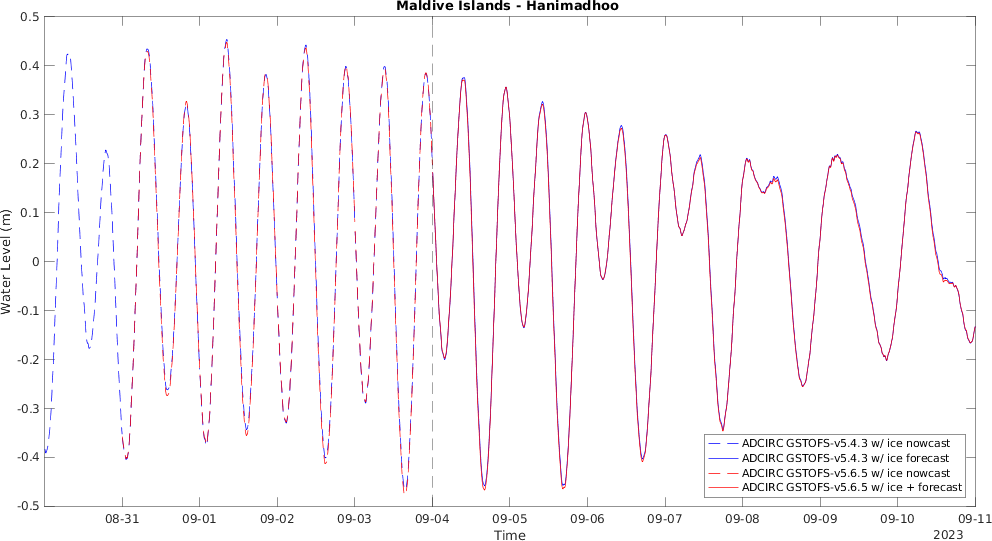 Maldive Islands - Hanimadhoo
0.5
0.4
0.3
0.2
0.1
0
-0.1
-0.2
-0.3
-0.4
-0.5
Water Level (m)
08-31 09-01 09-02 09-03 09-04 09-05 09-06 09-07 09-08 09-09 09-10 09-11
Time
2023
ADCIRC GSTOFS-v5.4.3 w/ ice nowcast
ADCIRC GSTOFS-v5.4.3 w/ ice forecast
ADCIRC GSTOFS-v5.6.5 w/ ice nowcast
ADCIRC GSTOFS-v5.6.5 w/ ice + forecast